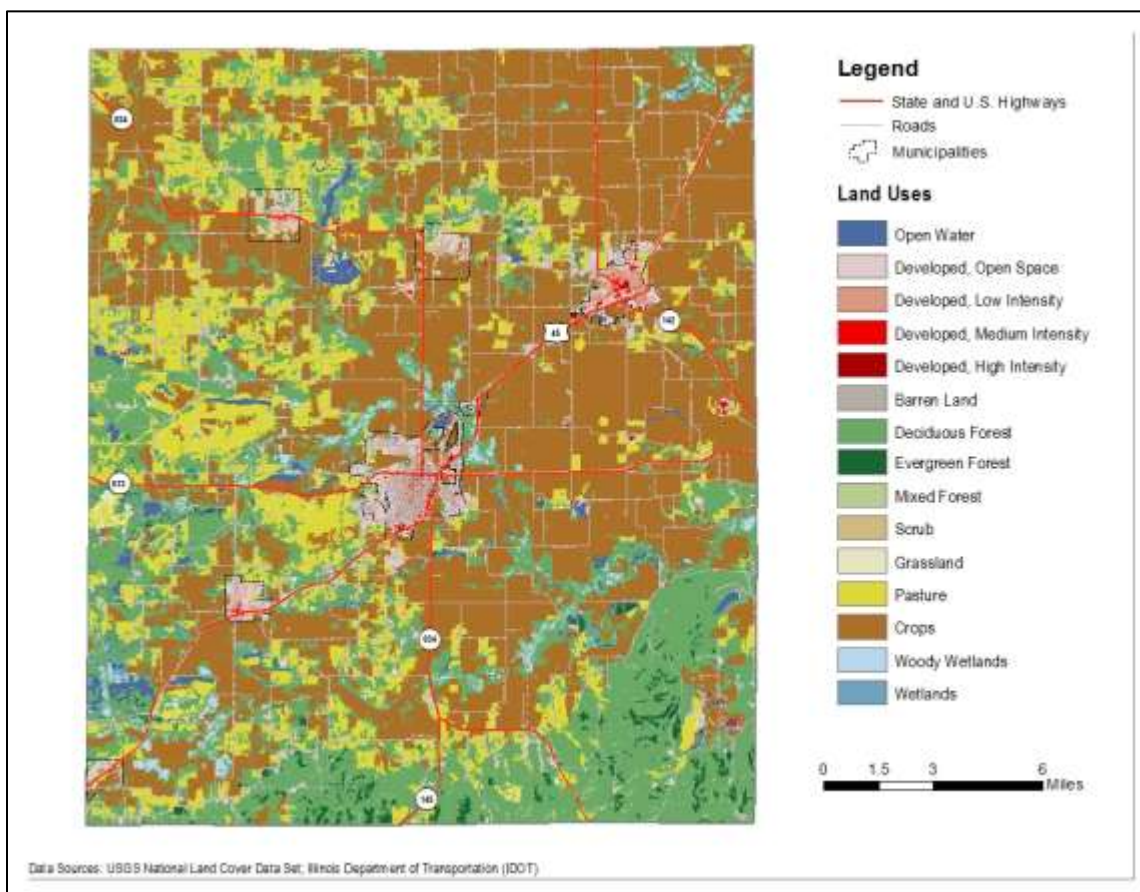 Legend
State and U.S. Highways
Roads
Municipalities
Land Uses
Open Water
Developed, Open Space
Developed, Low Intensity
Developed, Medium Intensity
Developed, High Intensity
Barren Land
Deciduous Forest
Evergreen Forest
Mixed Forest
Scrub
Grassland
Pasture
Crops
Woody Wetlands
Wetlands
0 1.5 3 6
Miles
45
142
145
Data Sources: USGS National Land Cover Data Set; Illinois Department of Transportation (IDOT)